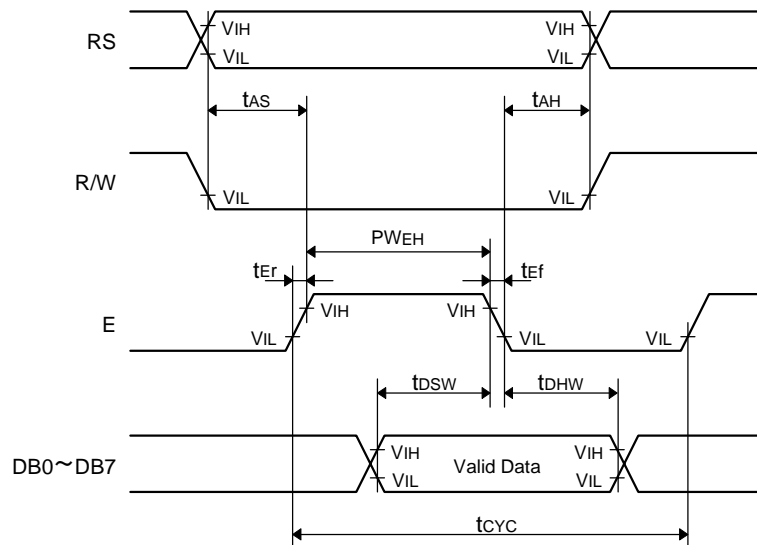 RS
VIH
VIL
VIH
VIL
tAS
tAH
R/W
VIL
VIL
PWEH
tEr
tEf
E
VIH
VIL
VIH
VIL
VIL
tDSW
tDHW
DB0～DB7
VIH
VIL
Valid Data
VIH
VIL
tCYC